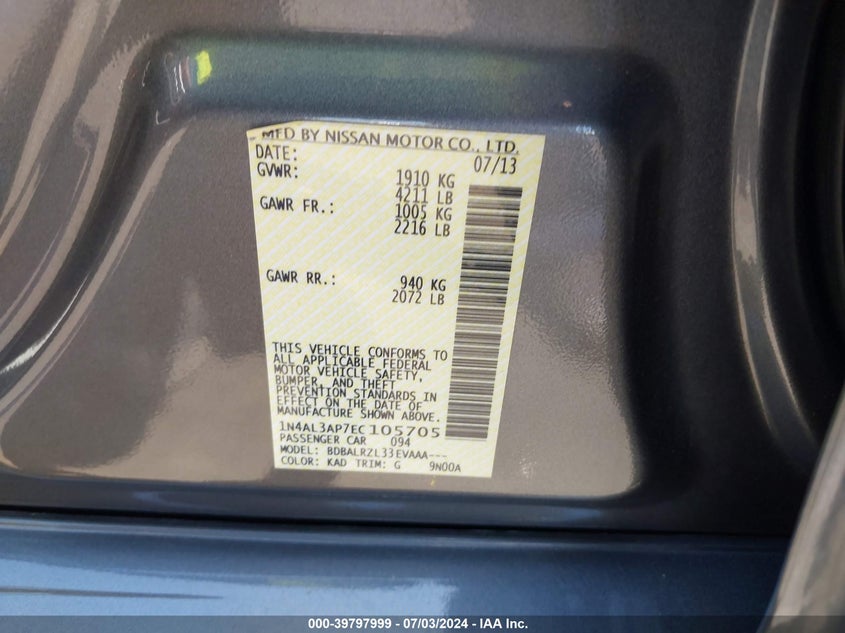 MFD BY NISSAN MOTOR CO., LTD.
DATE: 07/13
GVWR: 1910 KG
4211 LB
GAWR FR.: 1005 KG
2216 LB
GAWR RR.: 940 KG
2072 LB
THIS VEHICLE CONFORMS TO
ALL APPLICABLE FEDERAL
MOTOR VEHICLE SAFETY,
BUMPER, AND THEFT
PREVENTION STANDARDS IN
EFFECT ON THE DATE OF
MANUFACTURE SHOWN ABOVE.
1N4AL3AP7EC105705
PASSENGER CAR 094
MODEL: BDBALRZL33EVAAA---
COLOR: KAD TRIM: G 9N00A
000-39797999 - 07/03/2024 - IAA Inc.